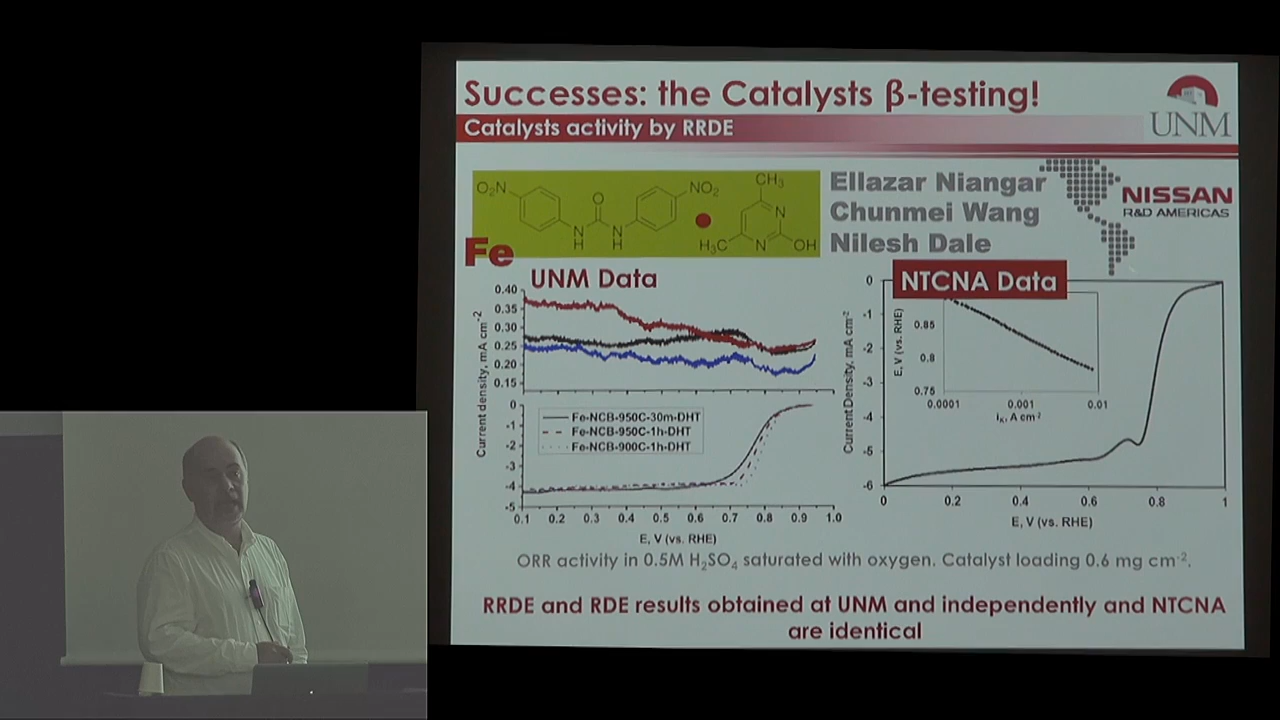 Successes: the Catalysts β-testing!
Catalysts activity by RRDE
UNM
O₂N
O
N
H
N
H
NO₂
CH₃
N
H₃C
N
OH
Fe
Ellazar Niangar
Chunmei Wang
Nilesh Dale
NISSAN
R&D AMERICAS
UNM Data
0.40
0.35
0.30
0.25
0.20
0.15
Current density, mA cm⁻²
0
-1
-2
-3
-4
-5
Fe-NCB-950C-30m-DHT
Fe-NCB-950C-1h-DHT
Fe-NCB-900C-1h-DHT
0.1 0.2 0.3 0.4 0.5 0.6 0.7 0.8 0.9 1.0
E, V (vs. RHE)
NTCNA Data
0
-1
-2
-3
-4
-5
-6
Current Density, mA cm⁻²
E, V (vs. RHE)
0.85
0.8
0.75
0.0001 0.001 0.01
Iₖ, A cm⁻²
0 0.2 0.4 0.6 0.8 1
E, V (vs. RHE)
ORR activity in 0.5M H₂SO₄ saturated with oxygen. Catalyst loading 0.6 mg cm⁻².
RRDE and RDE results obtained at UNM and independently and NTCNA
are identical